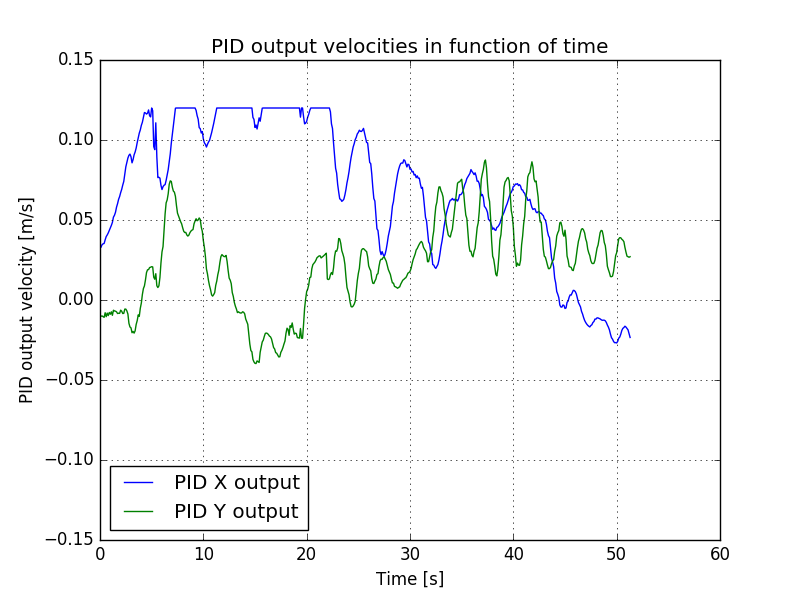 PID output velocities in function of time
PID output velocity [m/s]
0.15
0.10
0.05
0.00
−0.05
−0.10
−0.15
PID X output
PID Y output
0 10 20 30 40 50 60
Time [s]